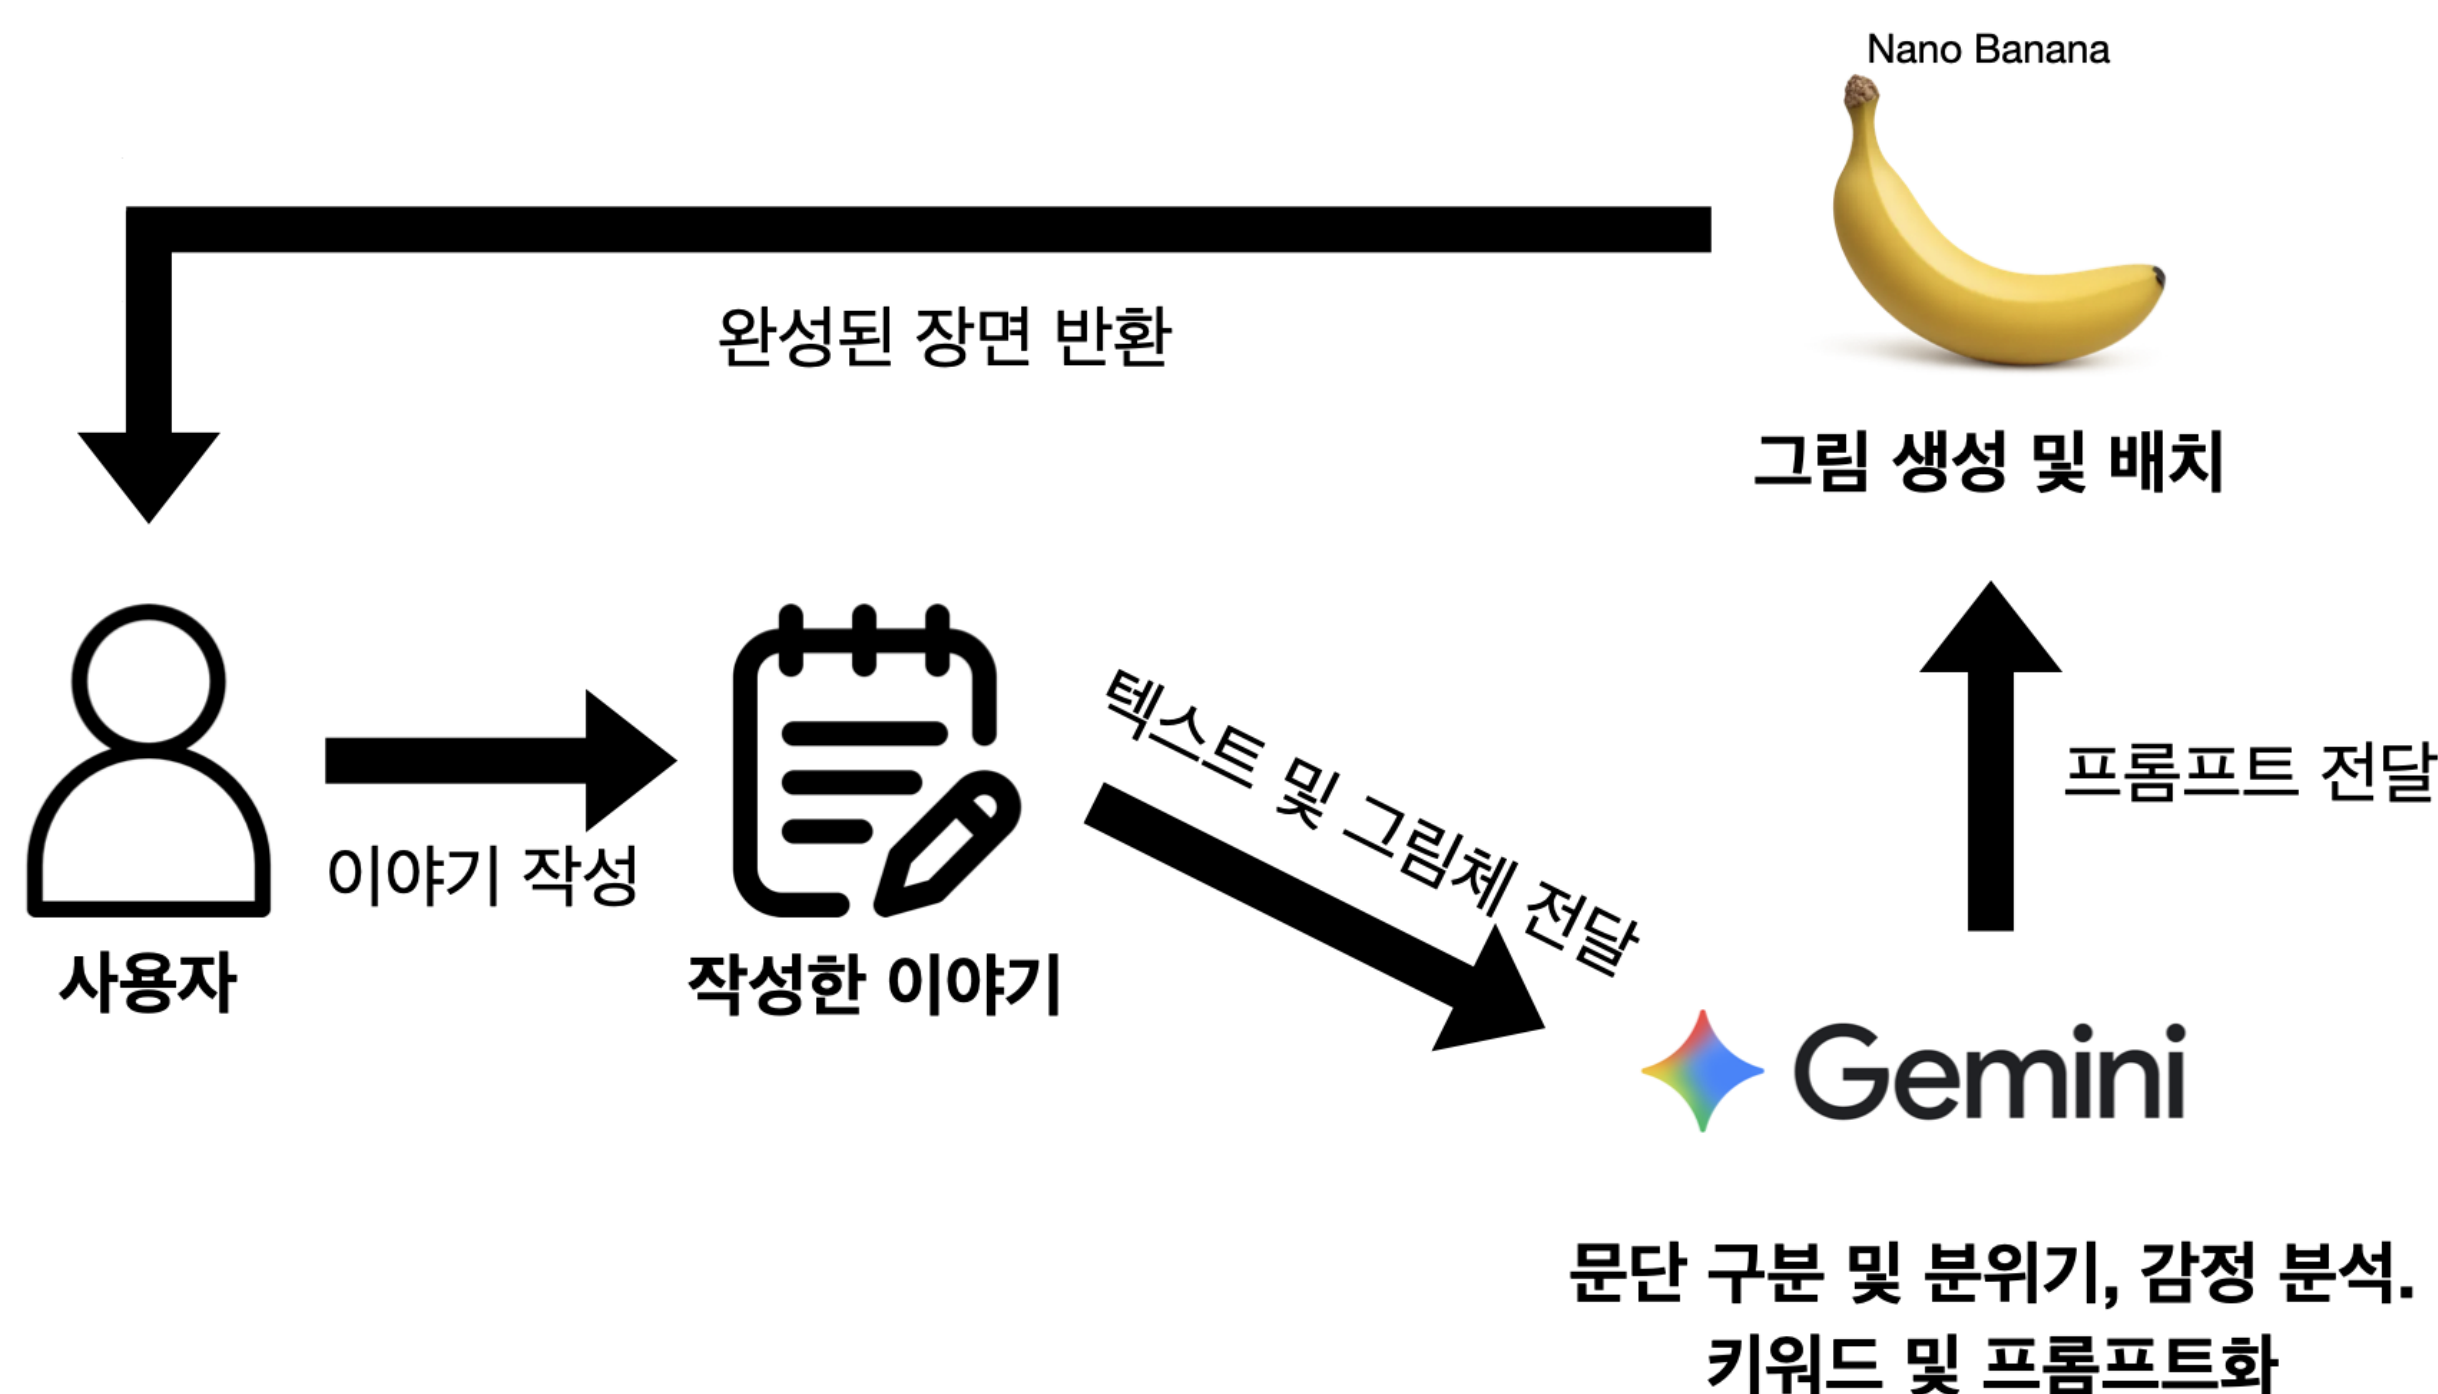 Nano Banana
완성된 장면 반환
그림 생성 및 배치
텍스트 및 그림체 전달
프롬프트 전달
이야기 작성
사용자
작성한 이야기
Gemini
문단 구분 및 분위기, 감정 분석.
키워드 및 프롬프트화